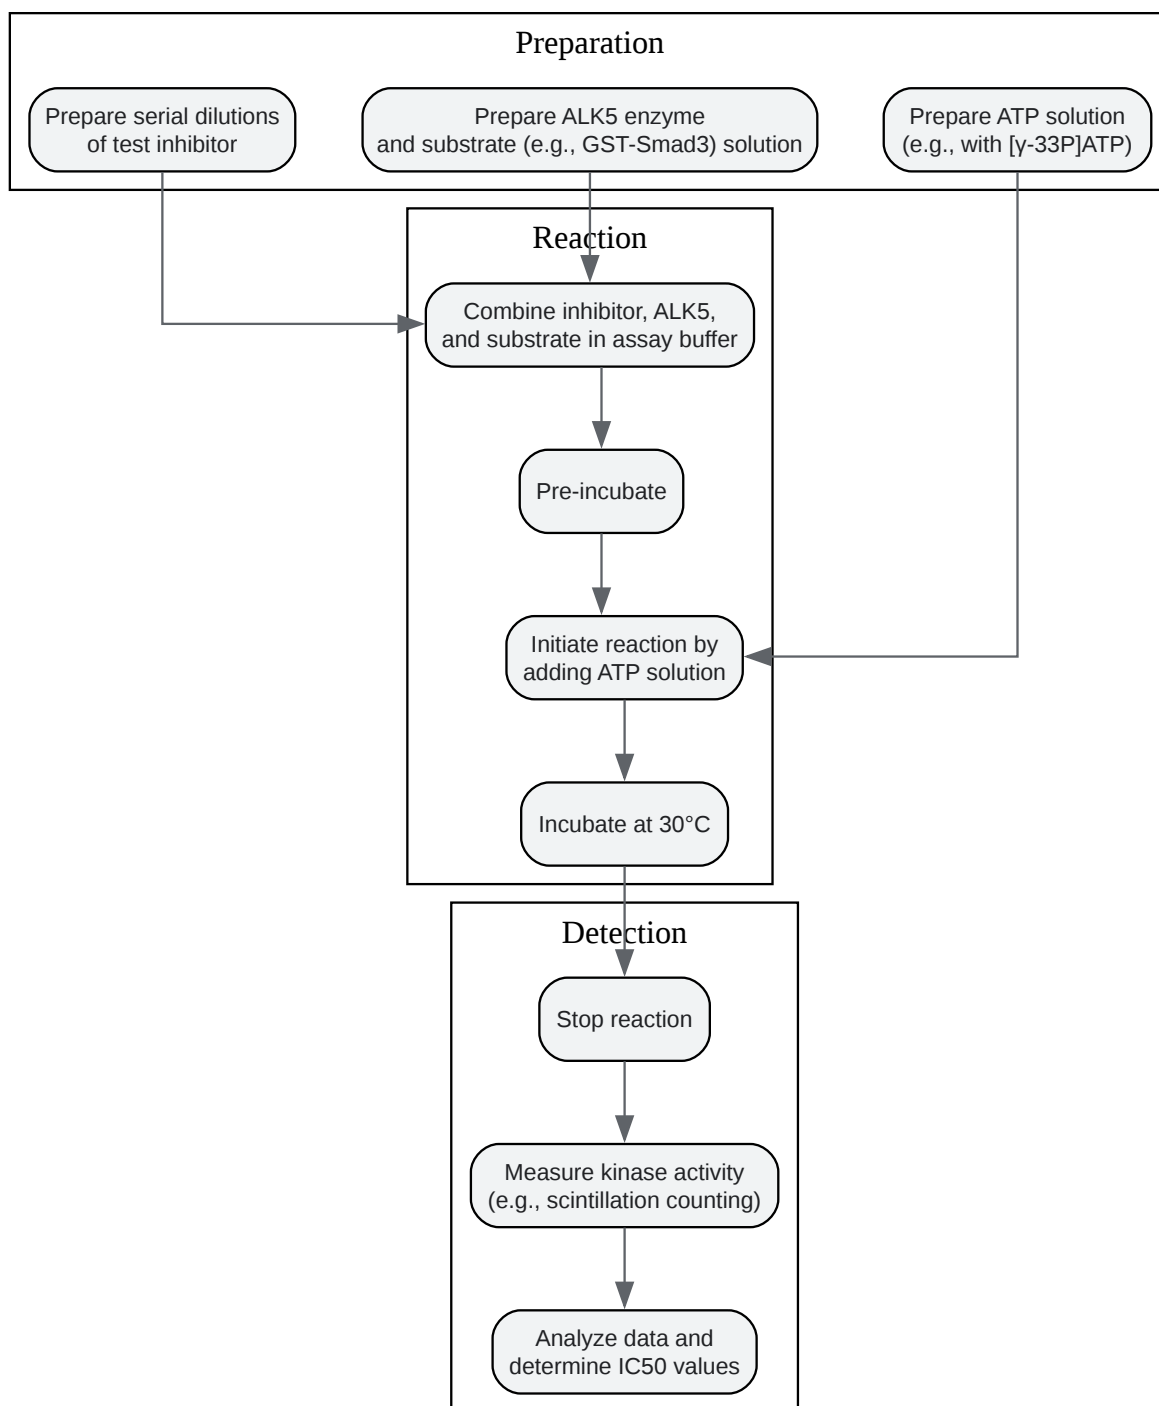 Preparation
Prepare serial dilutions
of test inhibitor
Prepare ALK5 enzyme
and substrate (e.g., GST-Smad3) solution
Prepare ATP solution
(e.g., with [γ-33P]ATP)
Reaction
Combine inhibitor, ALK5,
and substrate in assay buffer
Pre-incubate
Initiate reaction by
adding ATP solution
Incubate at 30°C
Detection
Stop reaction
Measure kinase activity
(e.g., scintillation counting)
Analyze data and
determine IC50 values